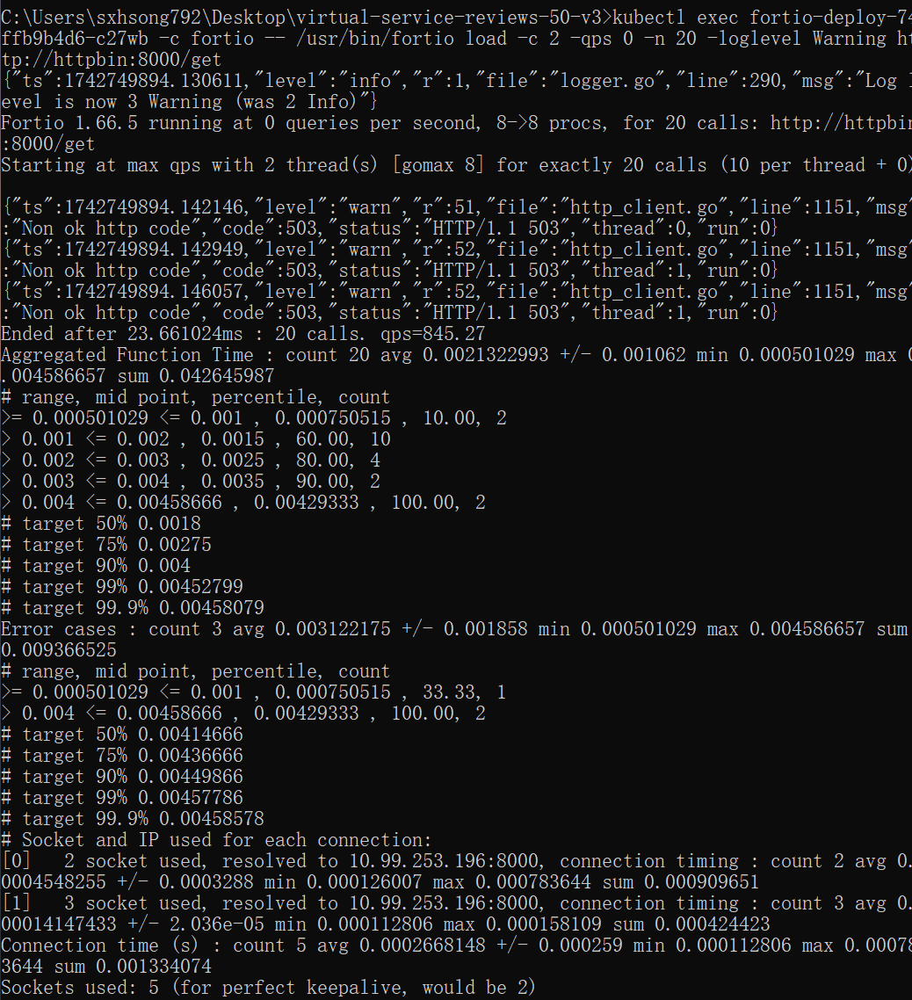 C:\Users\sxhsong792\Desktop\virtual-service-reviews-50-v3>kubectl exec fortio-deploy-74
ffb9b4d6-c27wb -c fortio -- /usr/bin/fortio load -c 2 -qps 0 -n 20 -loglevel Warning ht
tp://httpbin:8000/get
{"ts":1742749894.130611,"level":"info","r":1,"file":"logger.go","line":290,"msg":"Log l
evel is now 3 Warning (was 2 Info)"}
Fortio 1.66.5 running at 0 queries per second, 8->8 procs, for 20 calls: http://httpbin
:8000/get
Starting at max qps with 2 thread(s) [gomax 8] for exactly 20 calls (10 per thread + 0)
{"ts":1742749894.142146,"level":"warn","r":51,"file":"http_client.go","line":1151,"msg"
:"Non ok http code","code":503,"status":"HTTP/1.1 503","thread":0,"run":0}
{"ts":1742749894.142949,"level":"warn","r":52,"file":"http_client.go","line":1151,"msg"
:"Non ok http code","code":503,"status":"HTTP/1.1 503","thread":1,"run":0}
{"ts":1742749894.146057,"level":"warn","r":52,"file":"http_client.go","line":1151,"msg"
:"Non ok http code","code":503,"status":"HTTP/1.1 503","thread":1,"run":0}
Ended after 23.661024ms : 20 calls. qps=845.27
Aggregated Function Time : count 20 avg 0.0021322993 +/- 0.001062 min 0.000501029 max 0
.004586657 sum 0.042645987
# range, mid point, percentile, count
>= 0.000501029 <= 0.001 , 0.000750515 , 10.00, 2
> 0.001 <= 0.002 , 0.0015 , 60.00, 10
> 0.002 <= 0.003 , 0.0025 , 80.00, 4
> 0.003 <= 0.004 , 0.0035 , 90.00, 2
> 0.004 <= 0.00458666 , 0.00429333 , 100.00, 2
# target 50% 0.0018
# target 75% 0.00275
# target 90% 0.004
# target 99% 0.00452799
# target 99.9% 0.00458079
Error cases : count 3 avg 0.003122175 +/- 0.001858 min 0.000501029 max 0.004586657 sum
0.009366525
# range, mid point, percentile, count
>= 0.000501029 <= 0.001 , 0.000750515 , 33.33, 1
> 0.004 <= 0.00458666 , 0.00429333 , 100.00, 2
# target 50% 0.00414666
# target 75% 0.00436666
# target 90% 0.00449866
# target 99% 0.00457786
# target 99.9% 0.00458578
# Socket and IP used for each connection:
[0]   2 socket used, resolved to 10.99.253.196:8000, connection timing : count 2 avg 0.
0004548255 +/- 0.0003288 min 0.000126007 max 0.000783644 sum 0.000909651
[1]   3 socket used, resolved to 10.99.253.196:8000, connection timing : count 3 avg 0.
00014147433 +/- 2.036e-05 min 0.000112806 max 0.000158109 sum 0.000424423
Connection time (s) : count 5 avg 0.0002668148 +/- 0.000259 min 0.000112806 max 0.00078
3644 sum 0.001334074
Sockets used: 5 (for perfect keepalive, would be 2)